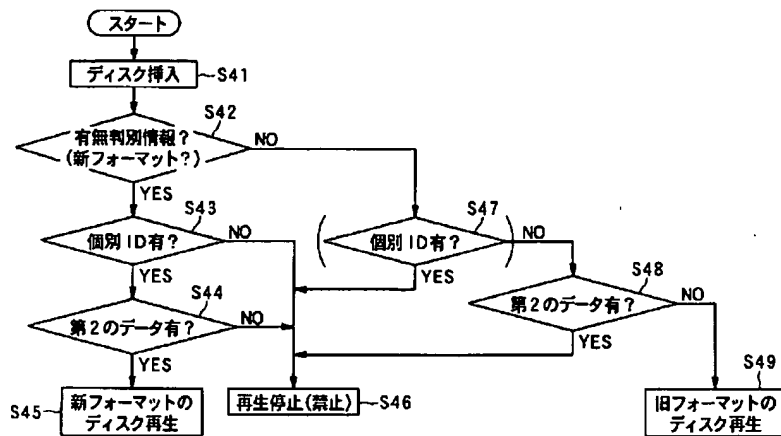 スタート
ディスク挿入
S41
有無判別情報?
(新フォーマット?)
S42
NO
YES
個別ID有?
S43
NO
YES
(個別ID有?)
S47
NO
YES
第2のデータ有?
S44
NO
YES
第2のデータ有?
S48
NO
YES
S45
新フォーマットの
ディスク再生
再生停止(禁止)
S46
S49
旧フォーマットの
ディスク再生